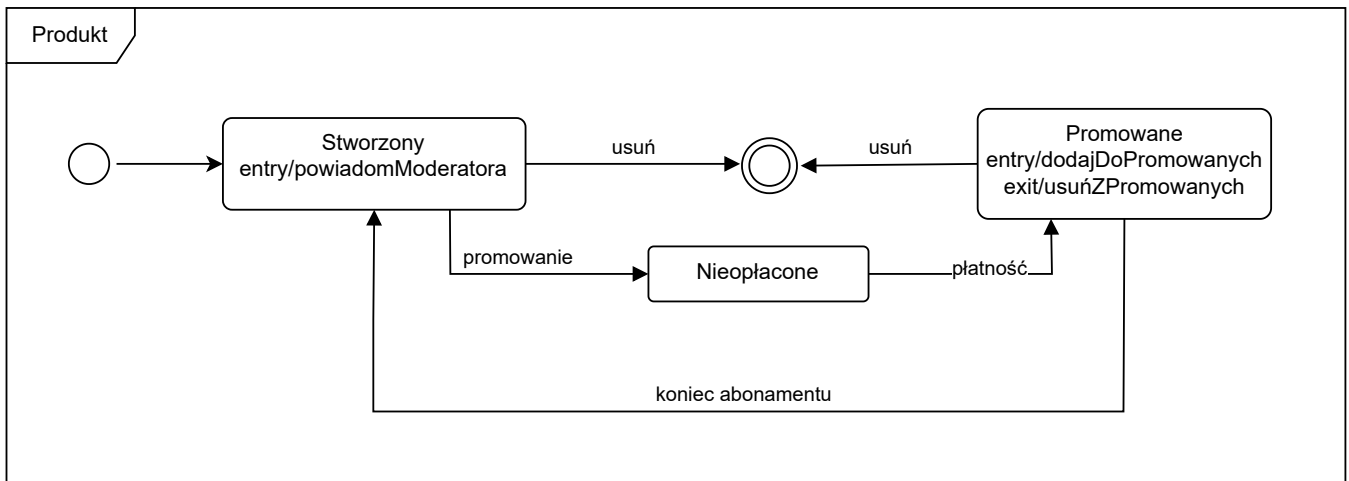 Produkt
Stworzony
entry/powiadomModeratora
usuń
usuń
Promowane
entry/dodajDoPromowanych
exit/usuńZPromowanych
promowanie
Nieopłacone
płatność
koniec abonamentu